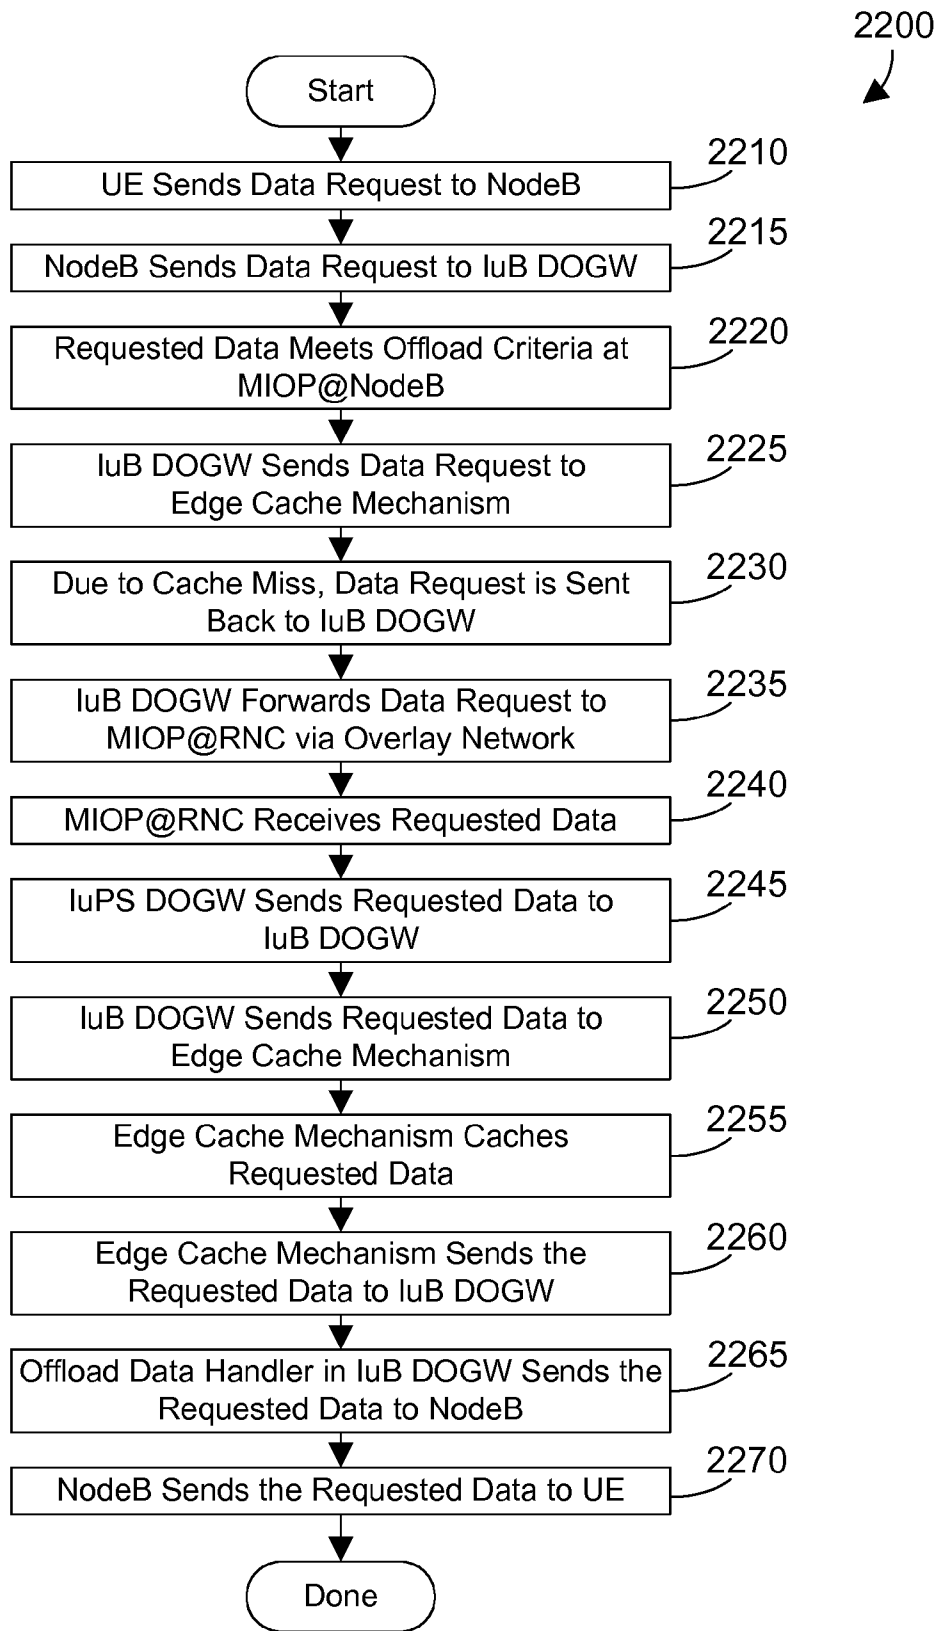 2200
Start
2210
UE Sends Data Request to NodeB
2215
NodeB Sends Data Request to IuB DOGW
2220
Requested Data Meets Offload Criteria at
MIOP@NodeB
2225
IuB DOGW Sends Data Request to
Edge Cache Mechanism
2230
Due to Cache Miss, Data Request is Sent
Back to IuB DOGW
2235
IuB DOGW Forwards Data Request to
MIOP@RNC via Overlay Network
2240
MIOP@RNC Receives Requested Data
2245
IuPS DOGW Sends Requested Data to
IuB DOGW
2250
IuB DOGW Sends Requested Data to
Edge Cache Mechanism
2255
Edge Cache Mechanism Caches
Requested Data
2260
Edge Cache Mechanism Sends the
Requested Data to IuB DOGW
2265
Offload Data Handler in IuB DOGW Sends the
Requested Data to NodeB
2270
NodeB Sends the Requested Data to UE
Done